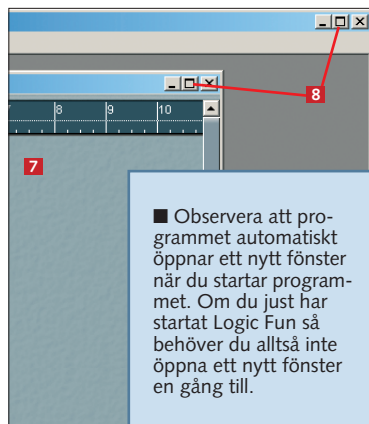 8
8 9 10
7
■ Observera att pro-
grammet automatiskt
öppnar ett nytt fönster
när du startar program-
met. Om du just har
startat Logic Fun så
behöver du alltså inte
öppna ett nytt fönster
en gång till.